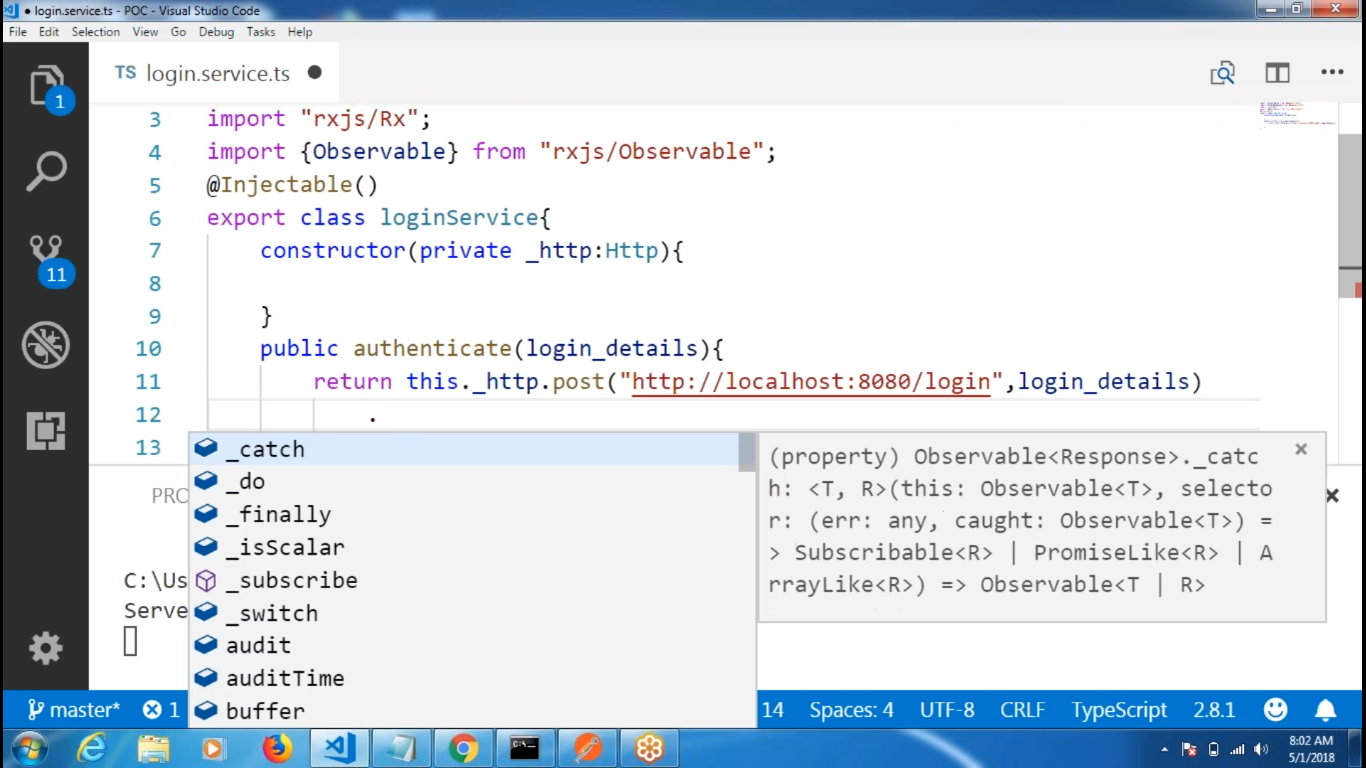 ● login.service.ts - POC - Visual Studio Code
File Edit Selection View Go Debug Tasks Help
1
TS login.service.ts ●
3 import "rxjs/Rx";
4 import {Observable} from "rxjs/Observable";
5 @Injectable()
6 export class loginService{
7 constructor(private _http:Http){
8
9 }
10 public authenticate(login_details){
11 return this._http.post("http://localhost:8080/login",login_details)
12 .
13
11
_catch
_do
_finally
_isScalar
_subscribe
_switch
audit
auditTime
buffer
(property) Observable<Response>._catc
h: <T, R>(this: Observable<T>, selecto
r: (err: any, caught: Observable<T>) =
> Subscribable<R> | PromiseLike<R> | A
rrayLike<R>) => Observable<T | R>
PRO
C:\Us
Serve
master* 1 14 Spaces: 4 UTF-8 CRLF TypeScript 2.8.1
8:02 AM
5/1/2018